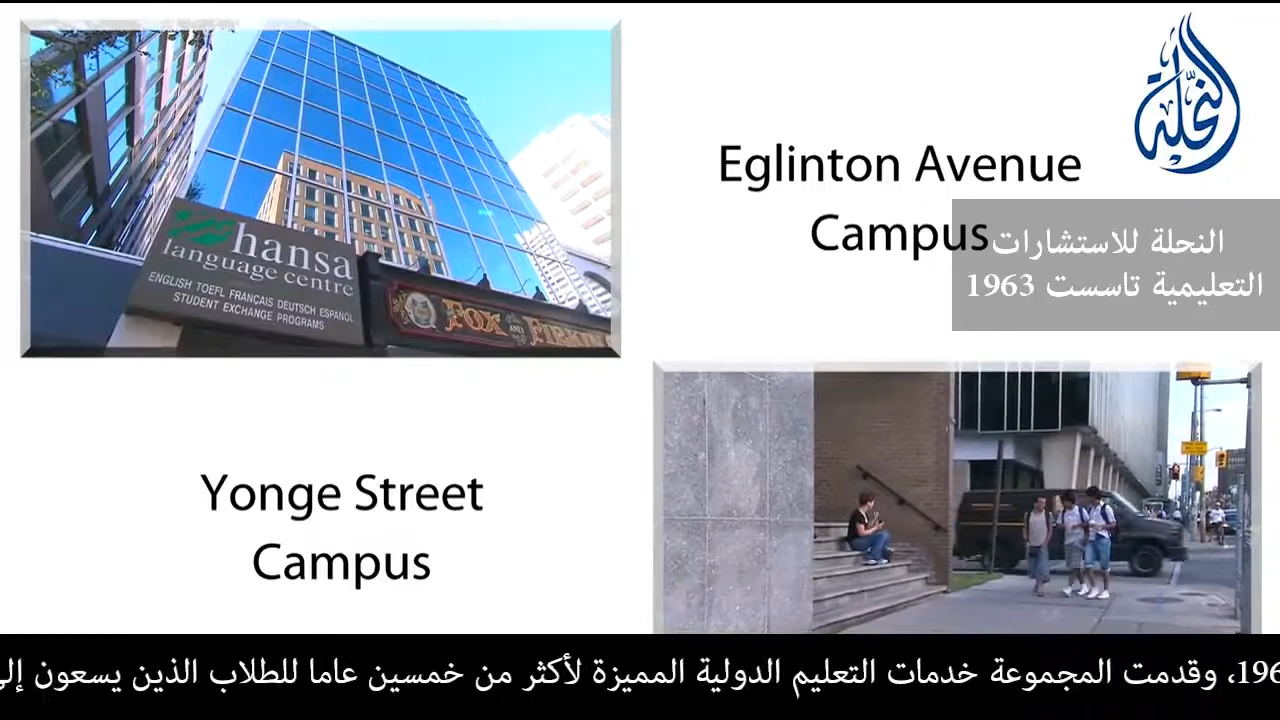 النحلة
Eglinton Avenue
Campus
النحلة للاستشارات
التعليمية تاسست 1963
hansa
language centre
ENGLISH TOEFL FRANÇAIS DEUTSCH ESPAÑOL
STUDENT EXCHANGE PROGRAMS
FOX AND
Yonge Street
Campus
196، وقدمت المجموعة خدمات التعليم الدولية المميزة لأكثر من خمسين عاما للطلاب الذين يسعون إلى